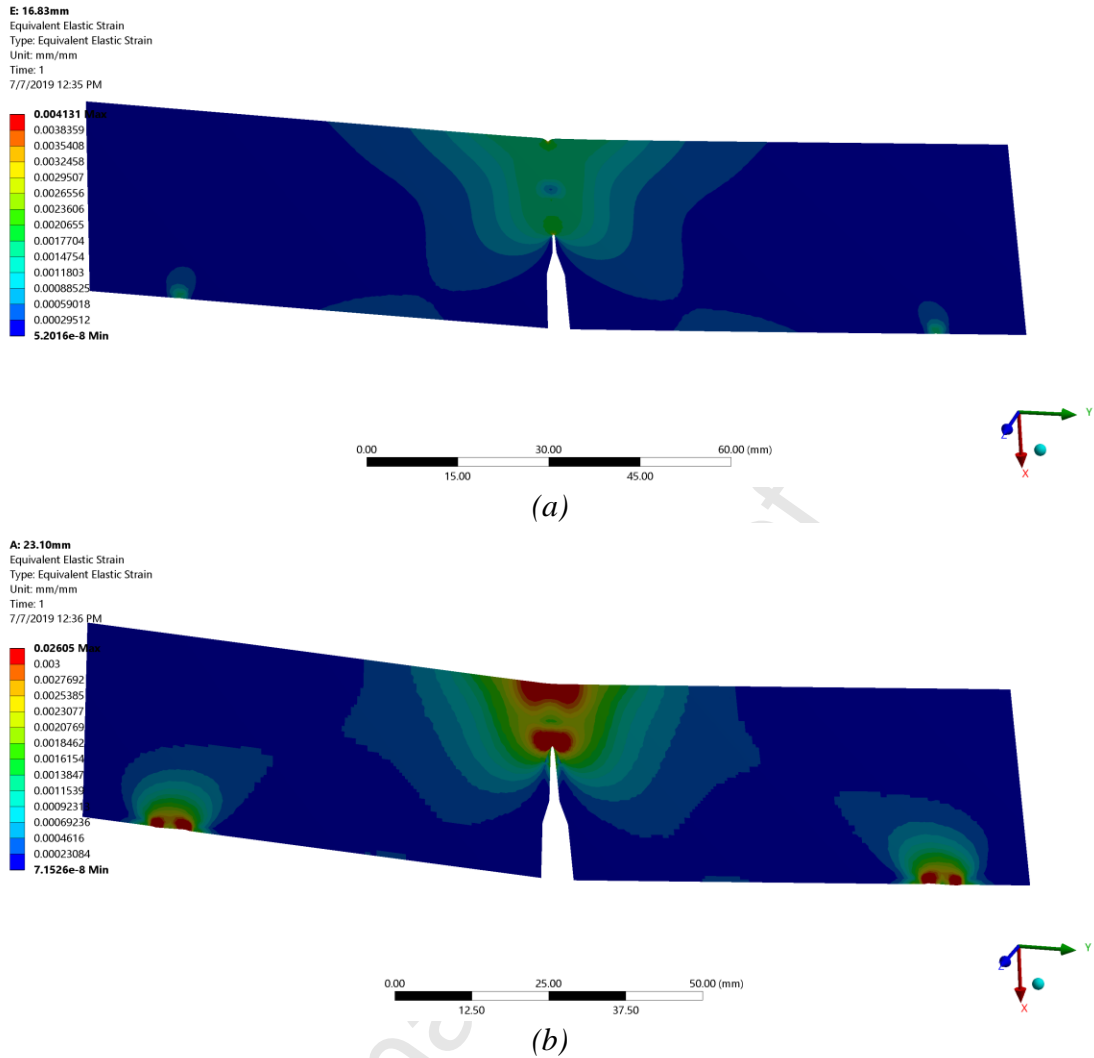 E: 16.83mm
Equivalent Elastic Strain
Type: Equivalent Elastic Strain
Unit: mm/mm
Time: 1
7/7/2019 12:35 PM
0.004131 Max
0.0038359
0.0035408
0.0032458
0.0029507
0.0026556
0.0023606
0.0020655
0.0017704
0.0014754
0.0011803
0.00088525
0.00059018
0.00029512
5.2016e-8 Min
0.00 30.00 60.00 (mm)
15.00 45.00
Y
Z
X
(a)
A: 23.10mm
Equivalent Elastic Strain
Type: Equivalent Elastic Strain
Unit: mm/mm
Time: 1
7/7/2019 12:36 PM
0.02605 Max
0.003
0.0027692
0.0025385
0.0023077
0.0020769
0.0018462
0.0016154
0.0013847
0.0011539
0.00069236
0.0004616
0.00023084
7.1526e-8 Min
0.00 25.00 50.00 (mm)
12.50 37.50
Y
Z
X
(b)